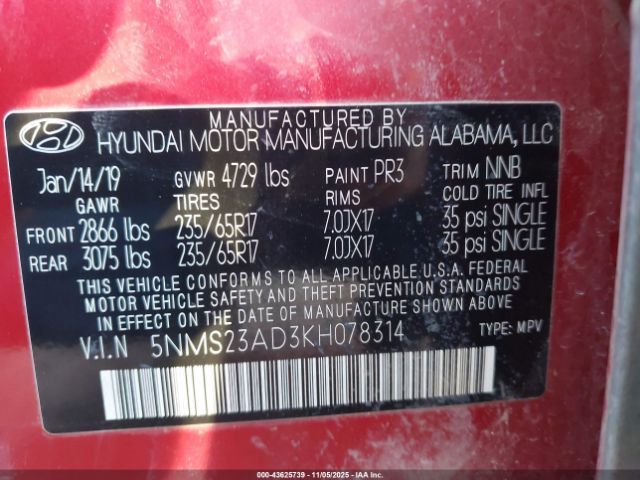 MANUFACTURED BY
HYUNDAI MOTOR MANUFACTURING ALABAMA, LLC
Jan/14/19 GVWR 4729 lbs PAINT PR3 TRIM NNB
GAWR TIRES RIMS COLD TIRE INFL
FRONT 2866 lbs 235/65R17 7.0JX17 35 psi SINGLE
REAR 3075 lbs 235/65R17 7.0JX17 35 psi SINGLE
THIS VEHICLE CONFORMS TO ALL APPLICABLE U.S.A. FEDERAL
MOTOR VEHICLE SAFETY AND THEFT PREVENTION STANDARDS
IN EFFECT ON THE DATE OF MANUFACTURE SHOWN ABOVE.
V.I.N 5NMS23AD3KH078314 TYPE: MPV
000-43625739 - 11/05/2025 - IAA Inc.